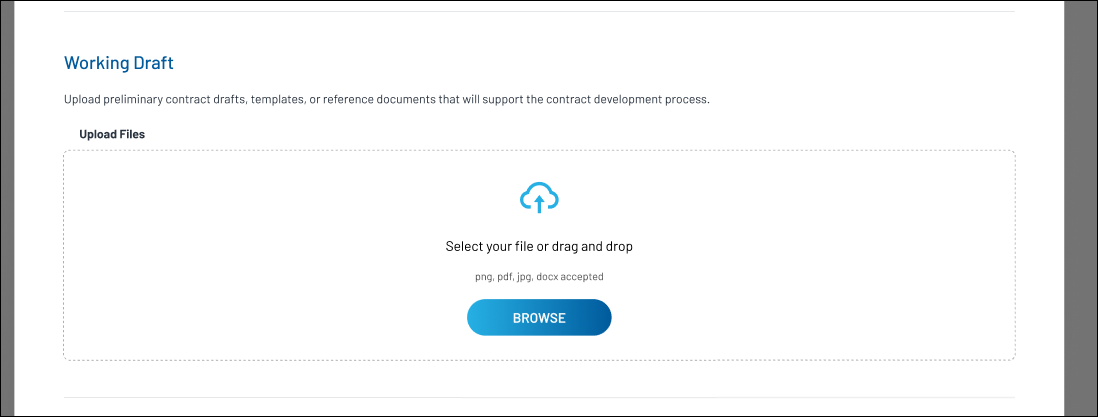 Working Draft
Upload preliminary contract drafts, templates, or reference documents that will support the contract development process.
Upload Files
Select your file or drag and drop
png, pdf, jpg, docx accepted
BROWSE